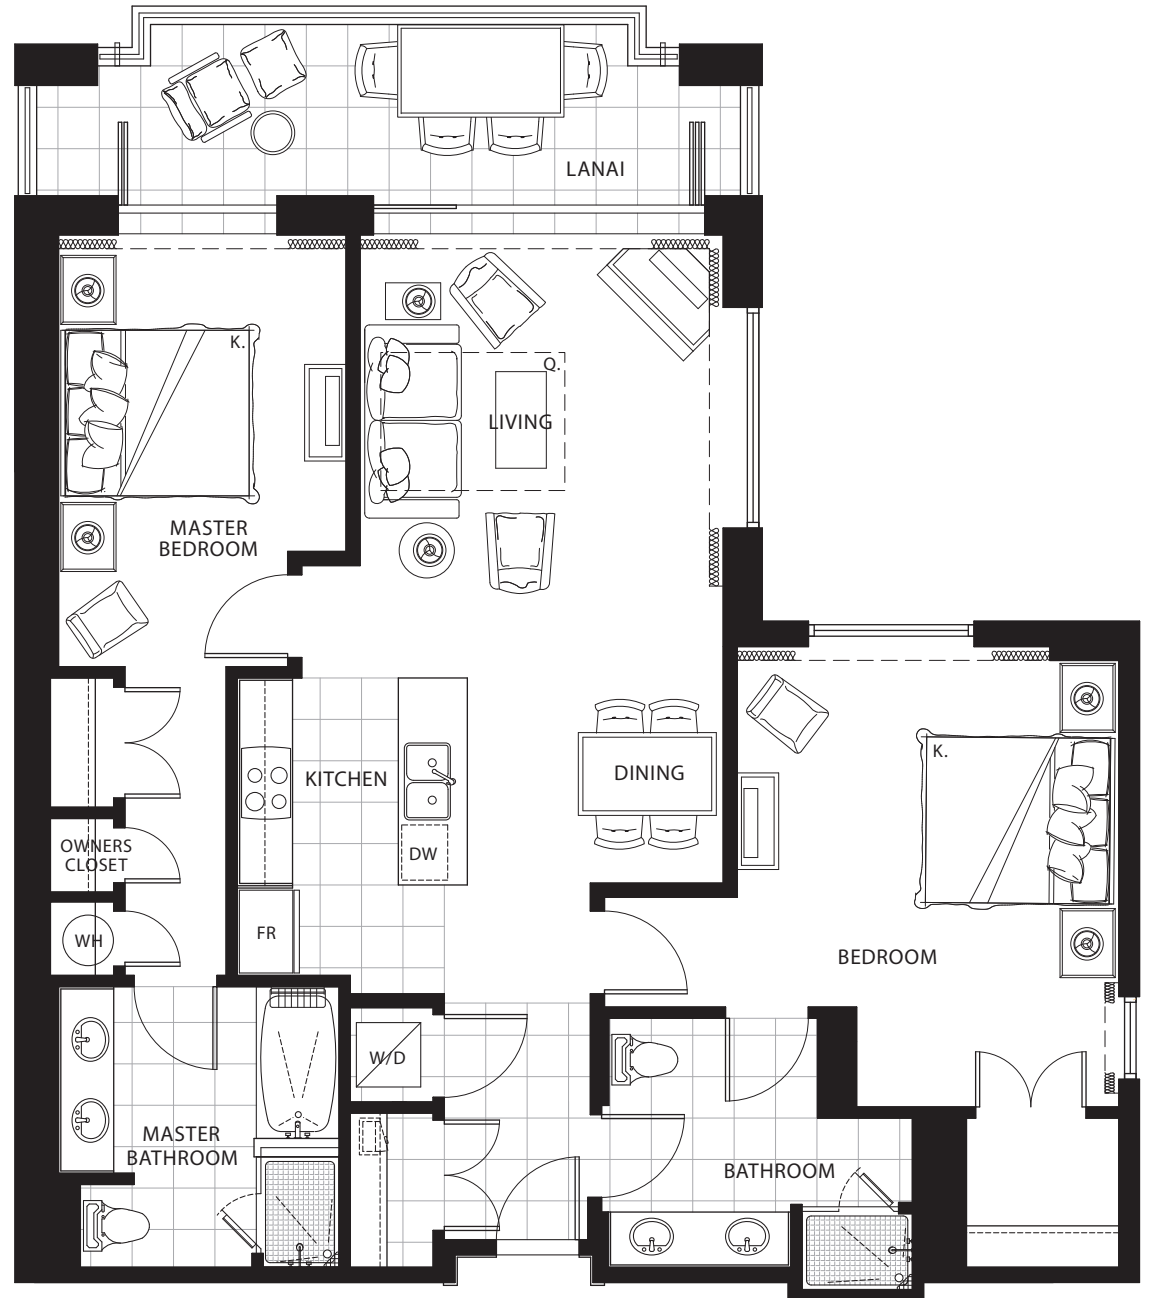 LANAI
K.
Q.
LIVING
MASTER
BEDROOM
K.
KITCHEN
DINING
OWNERS
CLOSET
DW
FR
WH
BEDROOM
W/D
MASTER
BATHROOM
BATHROOM